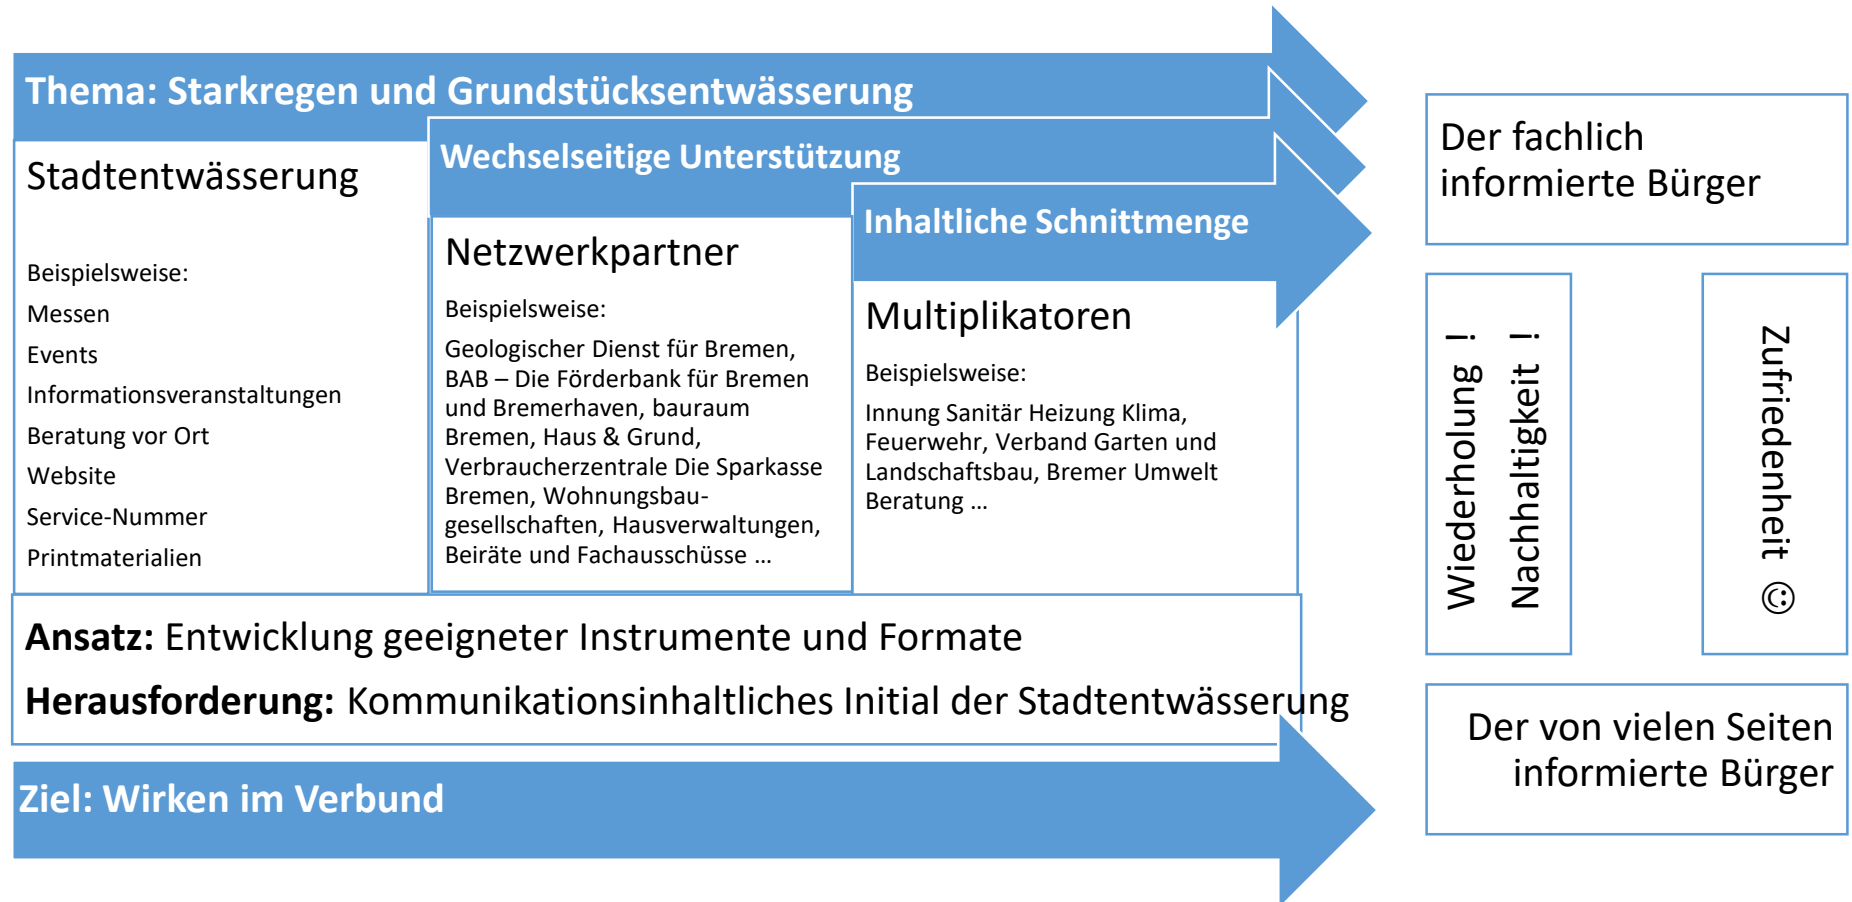 Thema: Starkregen und Grundstücksentwässerung
Stadtentwässerung
Beispielsweise:
Messen
Events
Informationsveranstaltungen
Beratung vor Ort
Website
Service-Nummer
Printmaterialien
Wechselseitige Unterstützung
Netzwerkpartner
Beispielsweise:
Geologischer Dienst für Bremen,
BAB – Die Förderbank für Bremen
und Bremerhaven, bauraum
Bremen, Haus & Grund,
Verbraucherzentrale Die Sparkasse
Bremen, Wohnungsbau-
gesellschaften, Hausverwaltungen,
Beiräte und Fachausschüsse ...
Inhaltliche Schnittmenge
Multiplikatoren
Beispielsweise:
Innung Sanitär Heizung Klima,
Feuerwehr, Verband Garten und
Landschaftsbau, Bremer Umwelt
Beratung ...
Ansatz: Entwicklung geeigneter Instrumente und Formate
Herausforderung: Kommunikationsinhaltliches Initial der Stadtentwässerung
Ziel: Wirken im Verbund
Der fachlich
informierte Bürger
Wiederholung !
Nachhaltigkeit !
Zufriedenheit ☺
Der von vielen Seiten
informierte Bürger